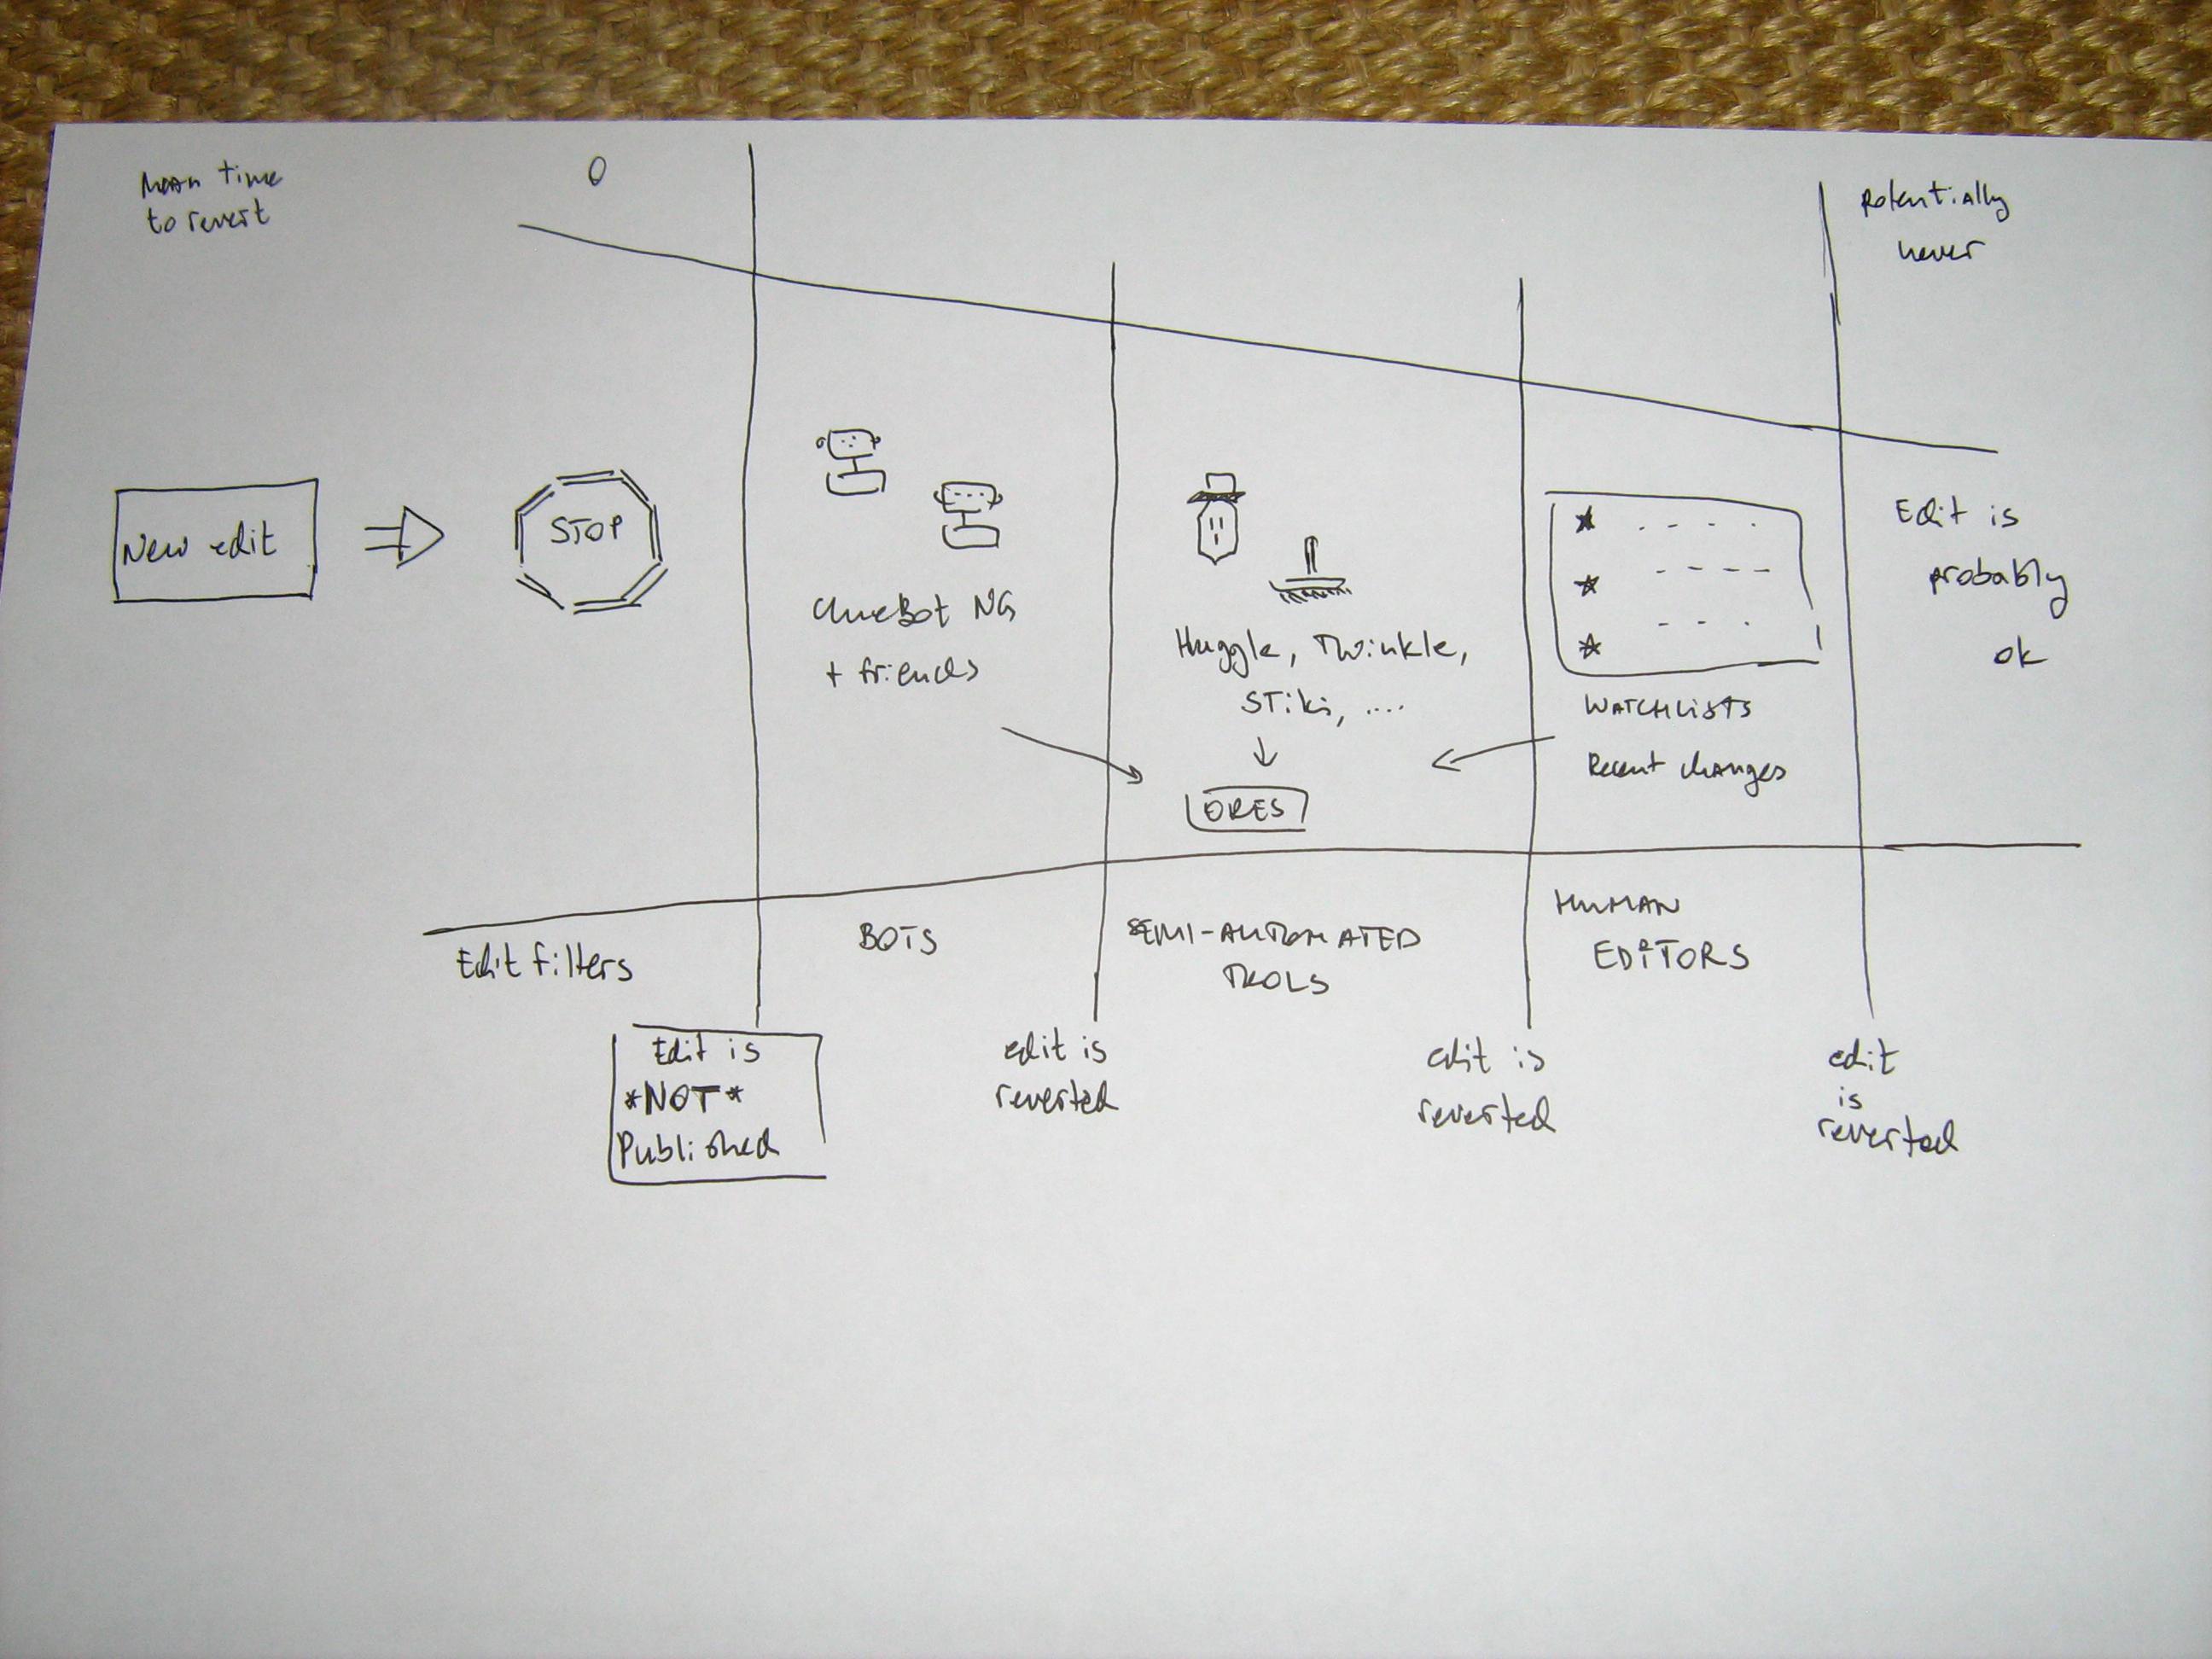 Mean time
to revert
0
Potentially
never
New edit
STOP
ClueBot NG
+ friends
Huggle, Twinkle,
STiki, ....
ORES
WATCHLISTS
Recent changes
Edit is
probably
ok
Edit filters
BOTS
SEMI-AUTOMATED
TOOLS
HUMAN
EDITORS
Edit is
*NOT*
Published
edit is
reverted
edit is
reverted
edit
is
reverted